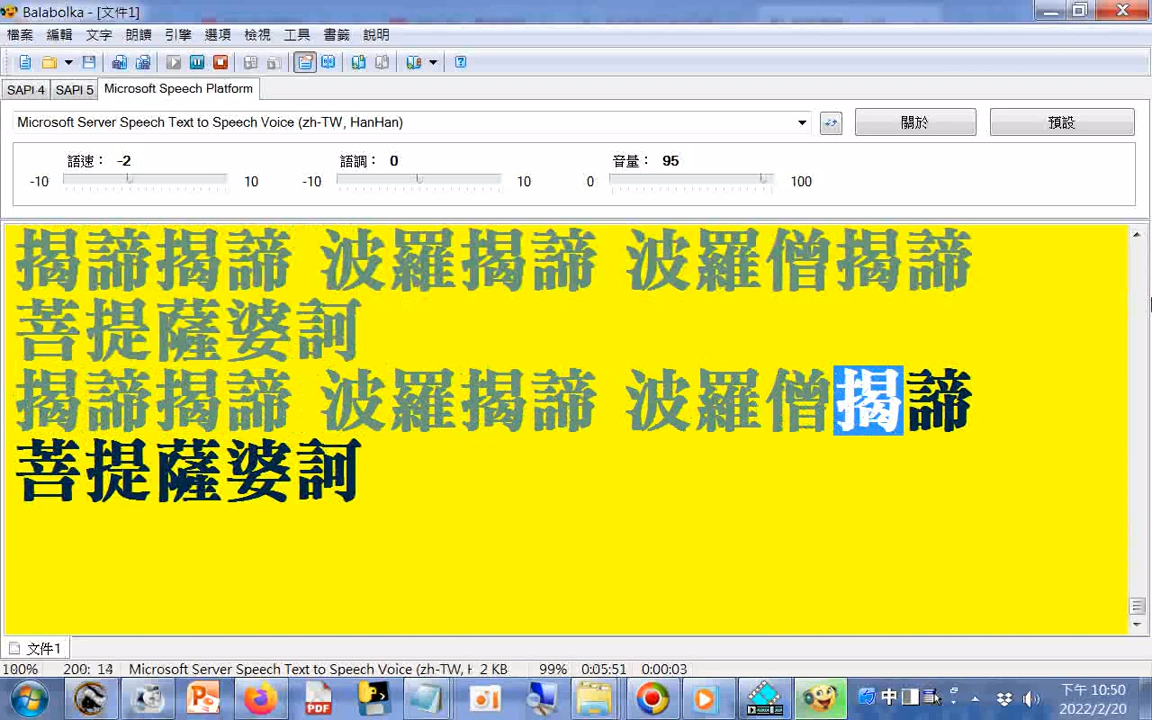 Balabolka - [文件1]
檔案 編輯 文字 朗讀 引擎 選項 檢視 工具 書籤 說明
SAPI 4 SAPI 5 Microsoft Speech Platform
Microsoft Server Speech Text to Speech Voice (zh-TW, HanHan) 關於 預設
語速： -2 語調： 0 音量： 95
-10 10 -10 10 0 100
揭諦揭諦 波羅揭諦 波羅僧揭諦
菩提薩婆訶
揭諦揭諦 波羅揭諦 波羅僧揭諦
菩提薩婆訶
文件1
100% 200: 14 Microsoft Server Speech Text to Speech Voice (zh-TW, H 2 KB 99% 0:05:51 0:00:03
PDF 中 下午 10:50
2022/2/20